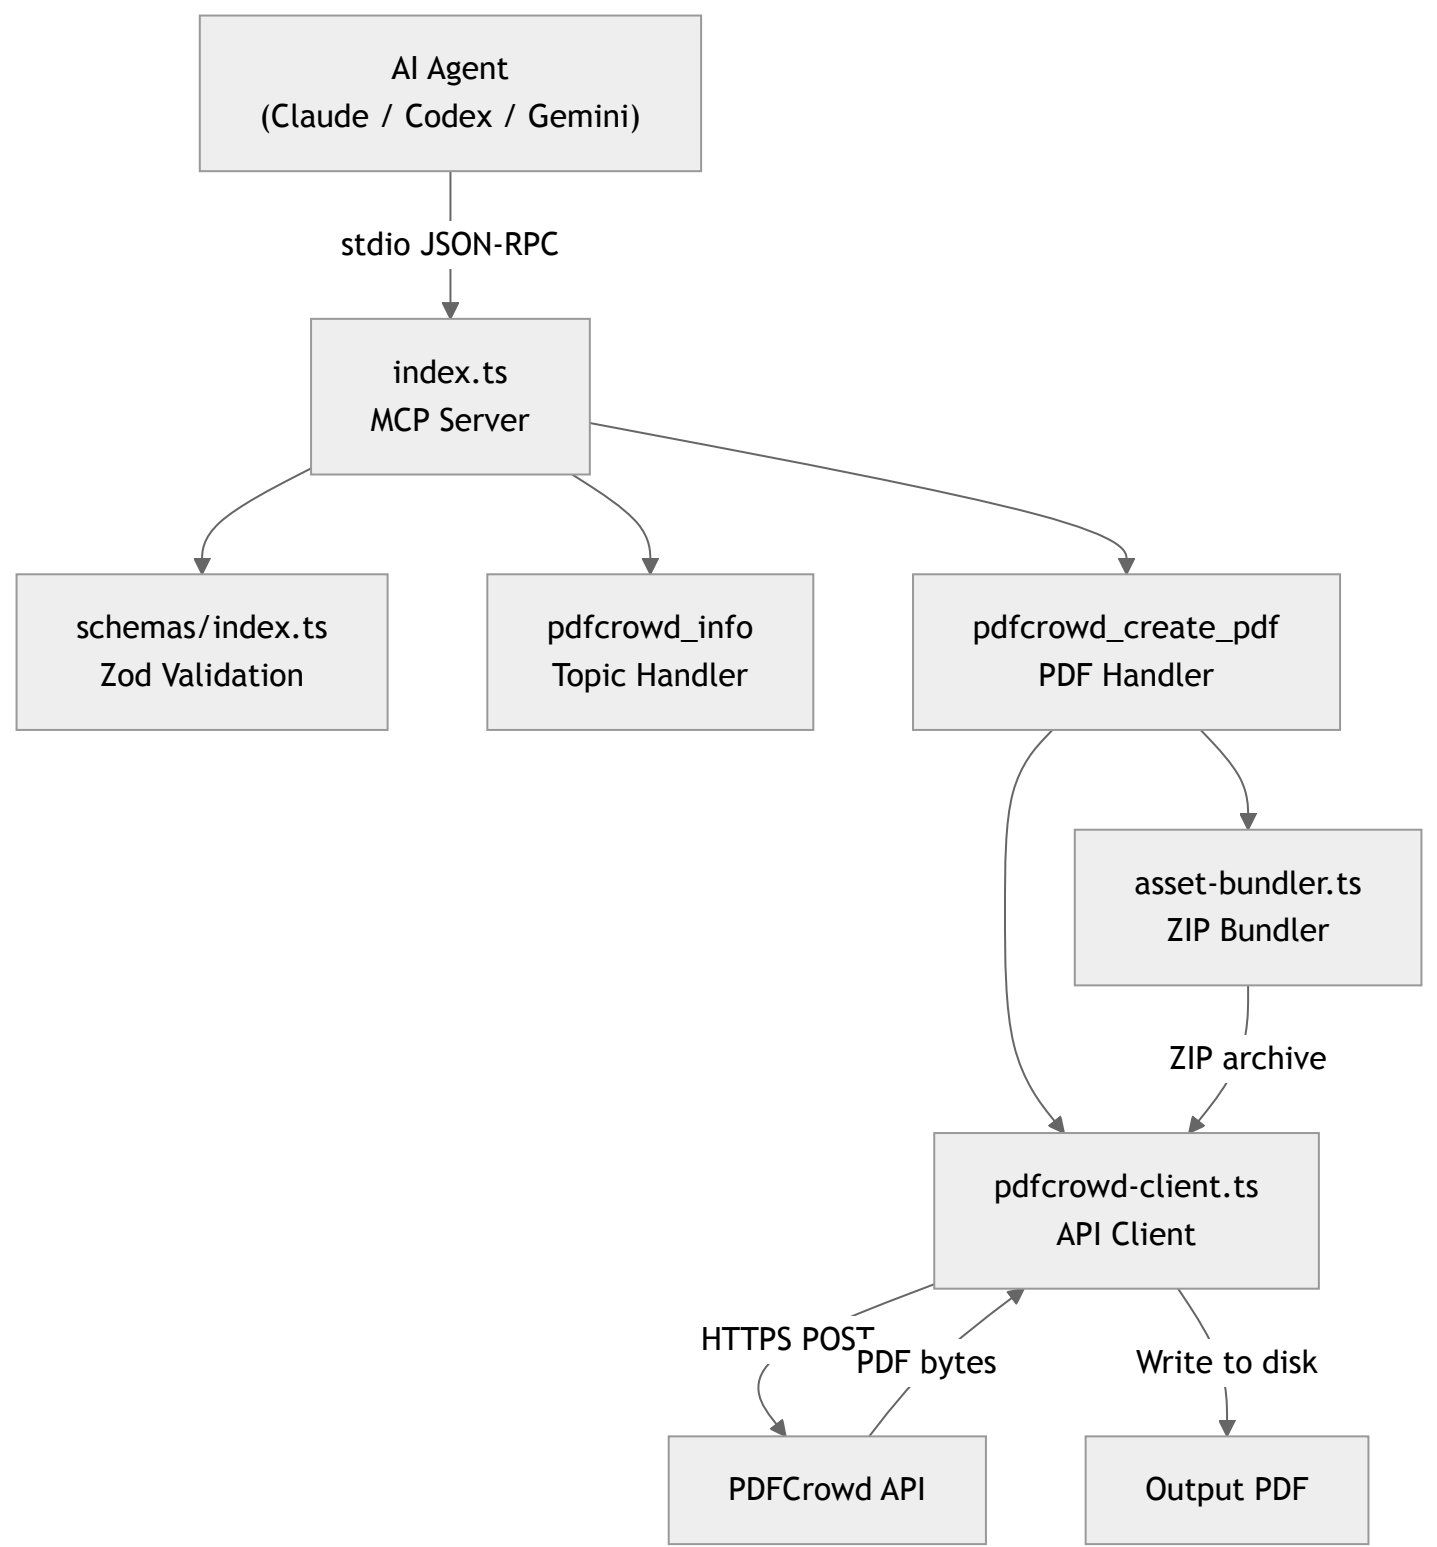 AI Agent
(Claude / Codex / Gemini)
stdio JSON-RPC
index.ts
MCP Server
schemas/index.ts
Zod Validation
pdfcrowd_info
Topic Handler
pdfcrowd_create_pdf
PDF Handler
asset-bundler.ts
ZIP Bundler
ZIP archive
pdfcrowd-client.ts
API Client
HTTPS POST
PDF bytes
Write to disk
PDFCrowd API
Output PDF